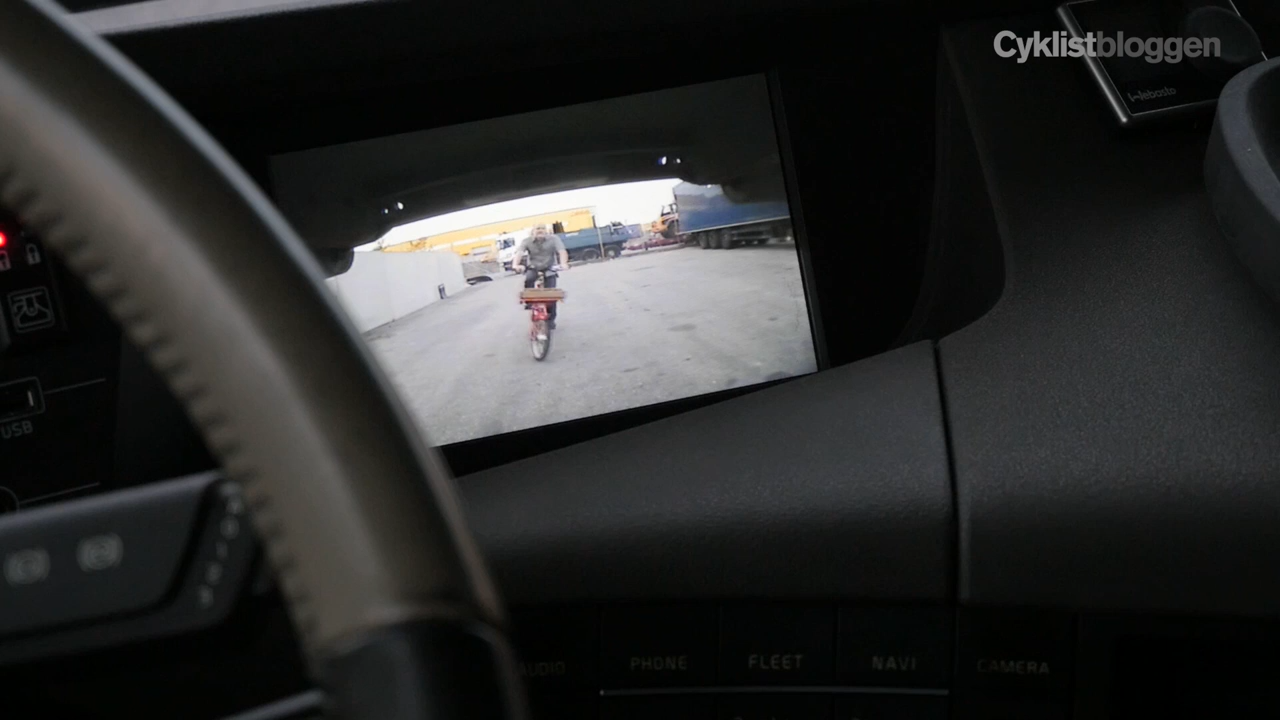 Cyklistbloggen
Webasto
USB
AUDIO
PHONE
FLEET
NAVI
CAMERA